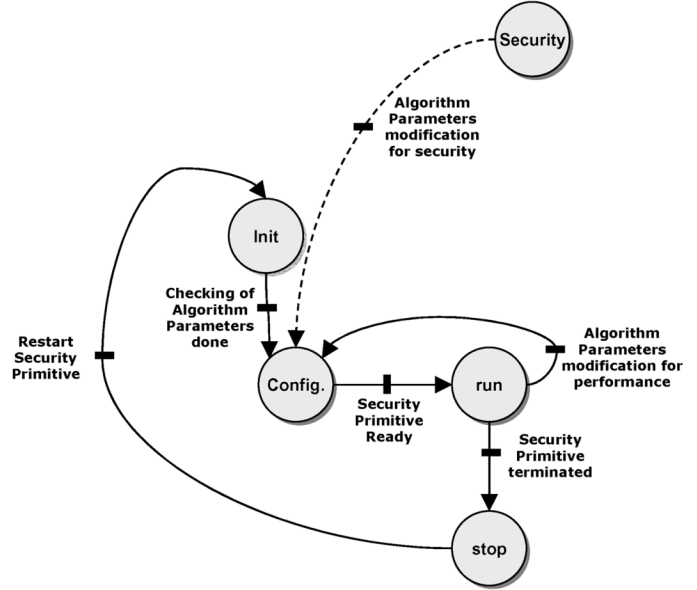 Security
Algorithm
Parameters
modification
for security
Init
Checking of
Algorithm
Parameters
done
Restart
Security
Primitive
Config.
Security
Primitive
Ready
run
Algorithm
Parameters
modification for
performance
Security
Primitive
terminated
stop